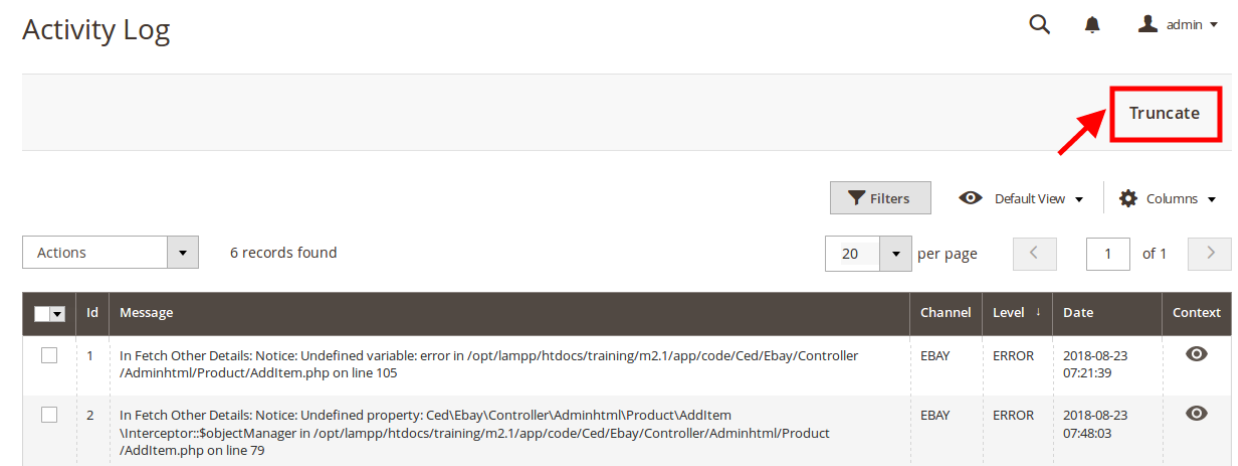 Activity Log
admin
Truncate
Filters
Default View
Columns
Actions
6 records found
20
per page
1
of 1
Id
Message
Channel
Level ↓
Date
Context
1
In Fetch Other Details: Notice: Undefined variable: error in /opt/lampp/htdocs/training/m2.1/app/code/Ced/Ebay/Controller
/Adminhtml/Product/AddItem.php on line 105
EBAY
ERROR
2018-08-23
07:21:39
2
In Fetch Other Details: Notice: Undefined property: Ced\Ebay\Controller\Adminhtml\Product\AddItem
\Interceptor::$objectManager in /opt/lampp/htdocs/training/m2.1/app/code/Ced/Ebay/Controller/Adminhtml/Product
/AddItem.php on line 79
EBAY
ERROR
2018-08-23
07:48:03